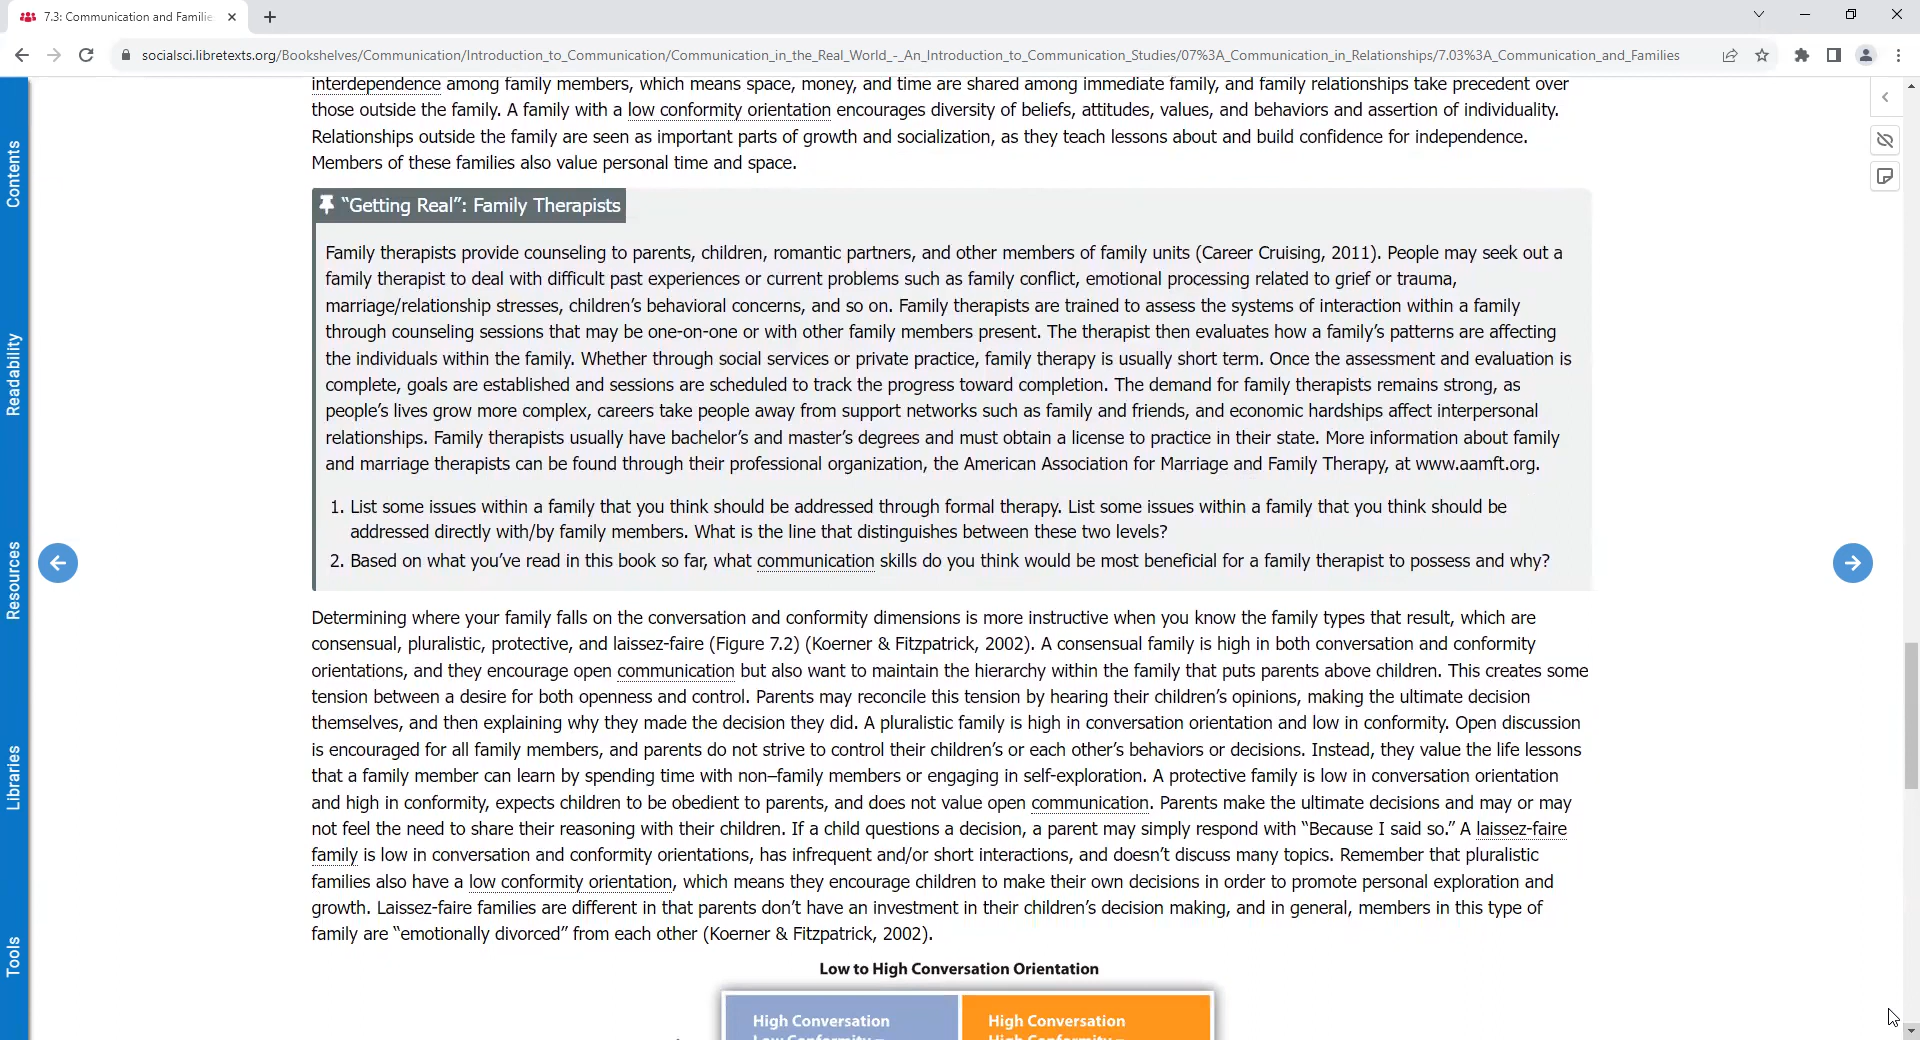 7.3: Communication and Familie
socialsci.libretexts.org/Bookshelves/Communication/Introduction_to_Communication/Communication_in_the_Real_World_-_An_Introduction_to_Communication_Studies/07%3A_Communication_in_Relationships/7.03%3A_Communication_and_Families
Contents
Readability
Resources
Libraries
Tools
interdependence among family members, which means space, money, and time are shared among immediate family, and family relationships take precedent over
those outside the family. A family with a low conformity orientation encourages diversity of beliefs, attitudes, values, and behaviors and assertion of individuality.
Relationships outside the family are seen as important parts of growth and socialization, as they teach lessons about and build confidence for independence.
Members of these families also value personal time and space.
“Getting Real”: Family Therapists
Family therapists provide counseling to parents, children, romantic partners, and other members of family units (Career Cruising, 2011). People may seek out a
family therapist to deal with difficult past experiences or current problems such as family conflict, emotional processing related to grief or trauma,
marriage/relationship stresses, children’s behavioral concerns, and so on. Family therapists are trained to assess the systems of interaction within a family
through counseling sessions that may be one-on-one or with other family members present. The therapist then evaluates how a family’s patterns are affecting
the individuals within the family. Whether through social services or private practice, family therapy is usually short term. Once the assessment and evaluation is
complete, goals are established and sessions are scheduled to track the progress toward completion. The demand for family therapists remains strong, as
people’s lives grow more complex, careers take people away from support networks such as family and friends, and economic hardships affect interpersonal
relationships. Family therapists usually have bachelor’s and master’s degrees and must obtain a license to practice in their state. More information about family
and marriage therapists can be found through their professional organization, the American Association for Marriage and Family Therapy, at www.aamft.org.
1. List some issues within a family that you think should be addressed through formal therapy. List some issues within a family that you think should be
addressed directly with/by family members. What is the line that distinguishes between these two levels?
2. Based on what you’ve read in this book so far, what communication skills do you think would be most beneficial for a family therapist to possess and why?
Determining where your family falls on the conversation and conformity dimensions is more instructive when you know the family types that result, which are
consensual, pluralistic, protective, and laissez-faire (Figure 7.2) (Koerner & Fitzpatrick, 2002). A consensual family is high in both conversation and conformity
orientations, and they encourage open communication but also want to maintain the hierarchy within the family that puts parents above children. This creates some
tension between a desire for both openness and control. Parents may reconcile this tension by hearing their children’s opinions, making the ultimate decision
themselves, and then explaining why they made the decision they did. A pluralistic family is high in conversation orientation and low in conformity. Open discussion
is encouraged for all family members, and parents do not strive to control their children’s or each other’s behaviors or decisions. Instead, they value the life lessons
that a family member can learn by spending time with non–family members or engaging in self-exploration. A protective family is low in conversation orientation
and high in conformity, expects children to be obedient to parents, and does not value open communication. Parents make the ultimate decisions and may or may
not feel the need to share their reasoning with their children. If a child questions a decision, a parent may simply respond with “Because I said so.” A laissez-faire
family is low in conversation and conformity orientations, has infrequent and/or short interactions, and doesn’t discuss many topics. Remember that pluralistic
families also have a low conformity orientation, which means they encourage children to make their own decisions in order to promote personal exploration and
growth. Laissez-faire families are different in that parents don’t have an investment in their children’s decision making, and in general, members in this type of
family are “emotionally divorced” from each other (Koerner & Fitzpatrick, 2002).
Low to High Conversation Orientation
High Conversation
Low Conformity =
High Conversation
High Conformity =